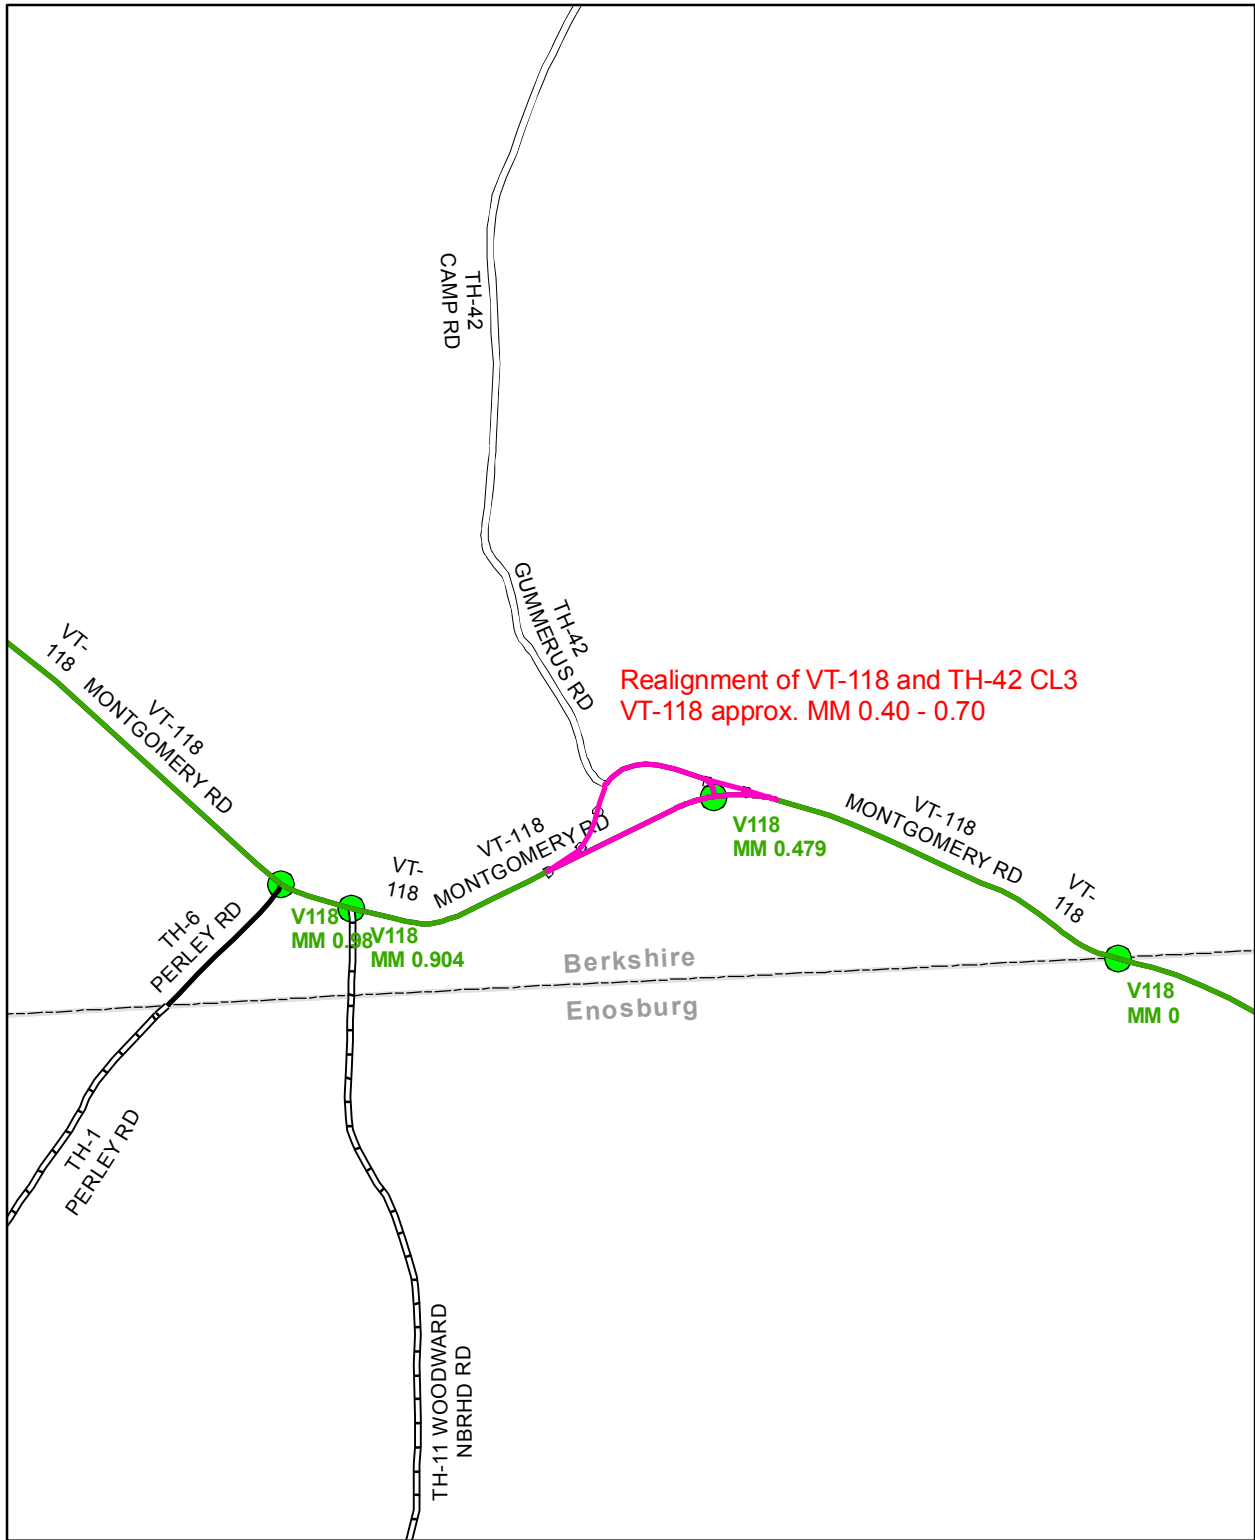 TH-42
CAMP RD
TH-42
GUMMERUS RD
Realignment of VT-118 and TH-42 CL3
VT-118 approx. MM 0.40 - 0.70
VT-
118
VT-118
MONTGOMERY RD
VT-118
MONTGOMERY RD
VT-
118
V118
MM 0.479
VT-118
MONTGOMERY RD
VT-
118
V118
MM 0.98
V118
MM 0.904
TH-6
PERLEY RD
Berkshire
Enosburg
V118
MM 0
TH-1
PERLEY RD
TH-11 WOODWARD
NBRHD RD